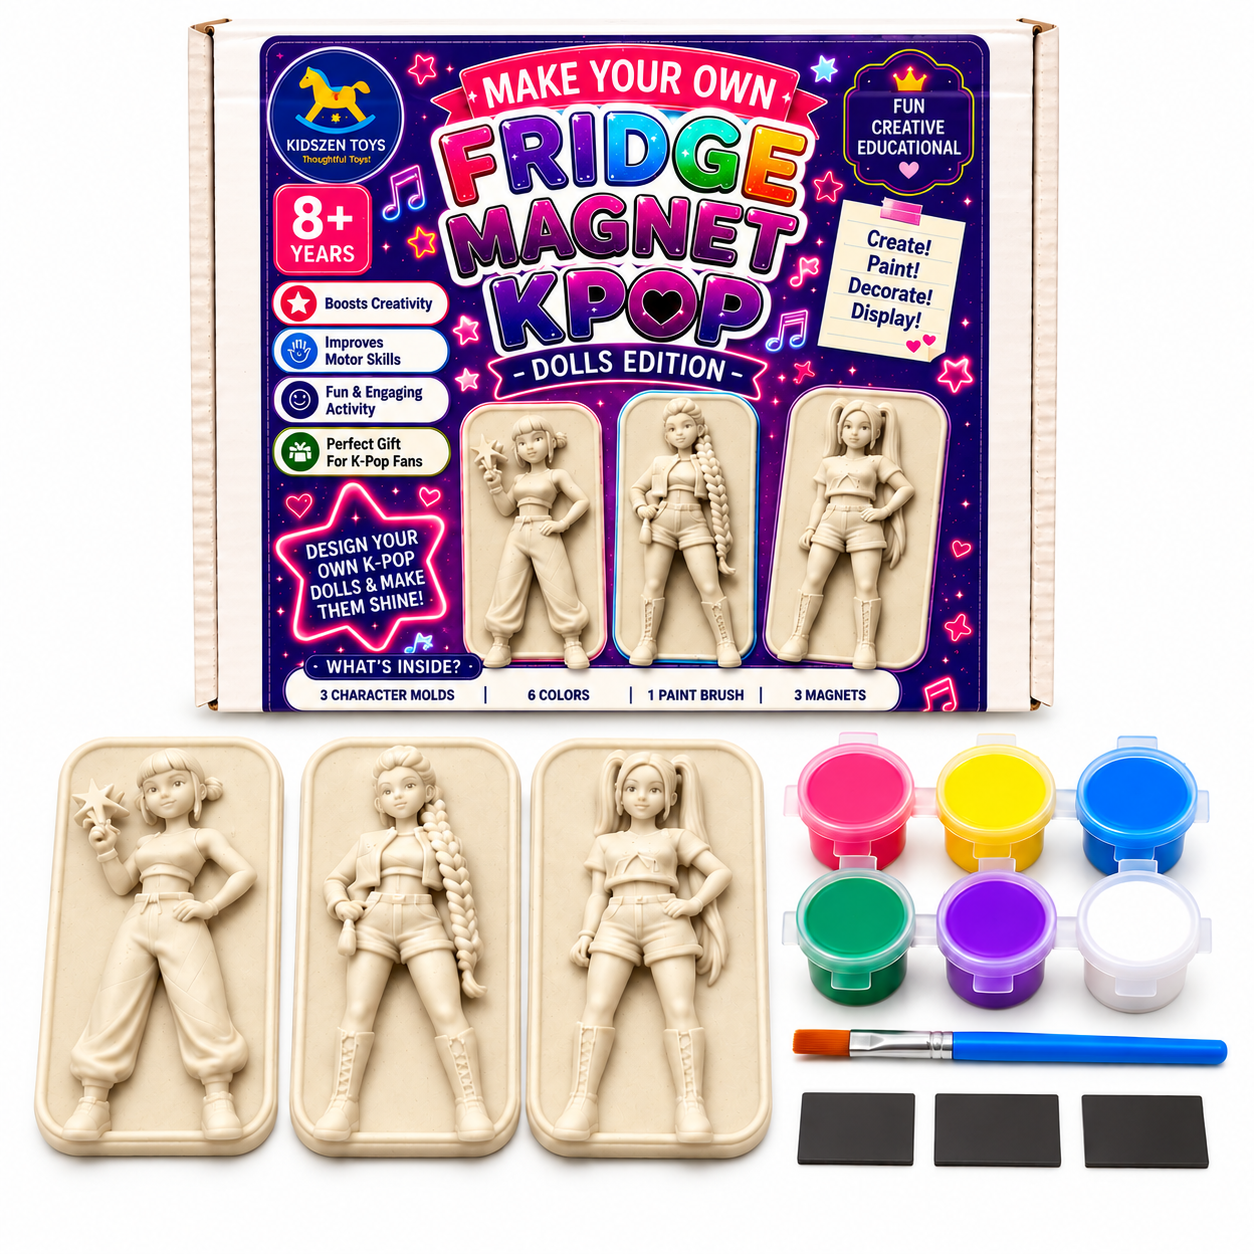 KIDSZEN TOYS
Thoughtful Toys!
MAKE YOUR OWN
FRIDGE
MAGNET
KPOP
- DOLLS EDITION -
FUN
CREATIVE
EDUCATIONAL
8+
YEARS
Create!
Paint!
Decorate!
Display!
Boosts Creativity
Improves
Motor Skills
Fun & Engaging
Activity
Perfect Gift
For K-Pop Fans
DESIGN YOUR
OWN K-POP
DOLLS & MAKE
THEM SHINE!
· WHAT'S INSIDE? ·
3 CHARACTER MOLDS | 6 COLORS | 1 PAINT BRUSH | 3 MAGNETS